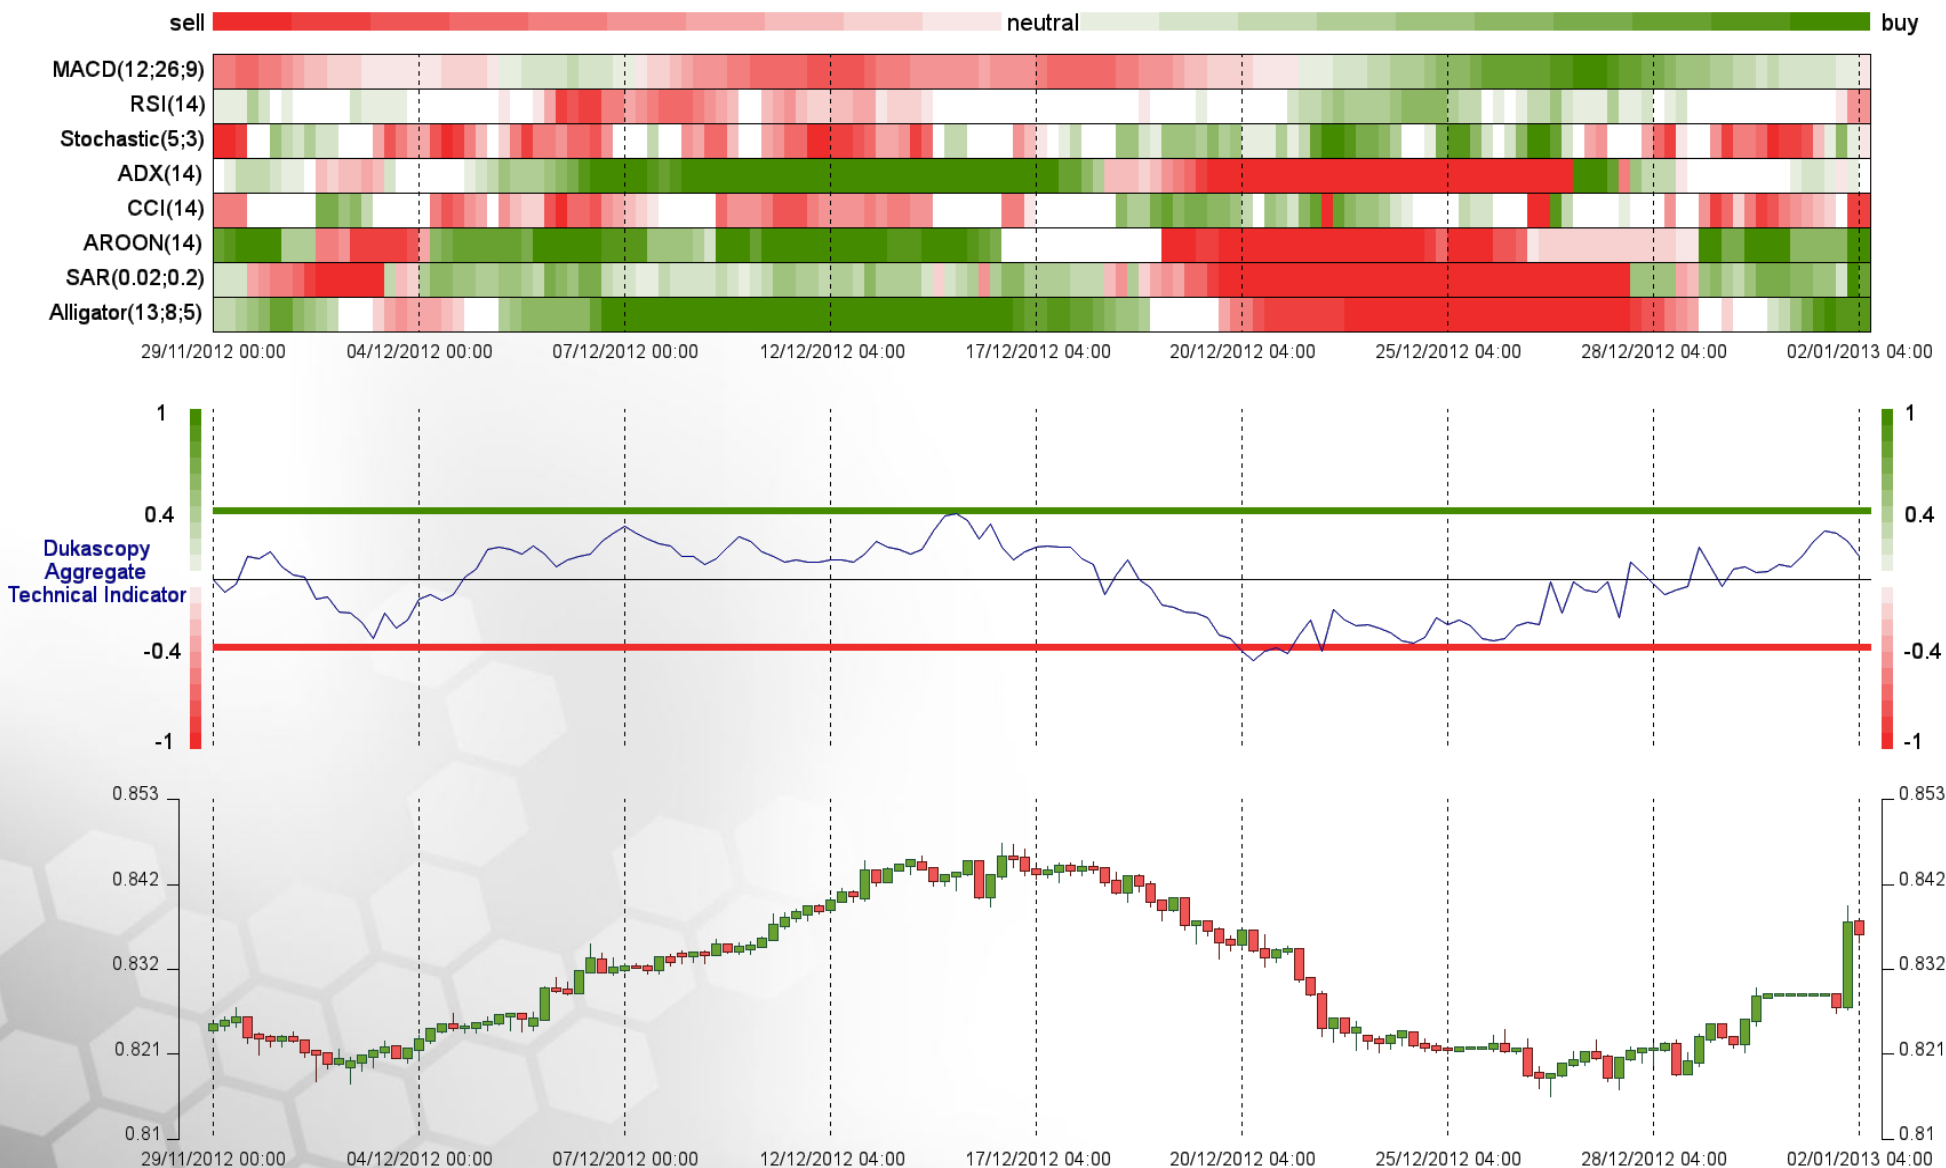 sell neutral buy
MACD(12;26;9)
RSI(14)
Stochastic(5;3)
ADX(14)
CCI(14)
AROON(14)
SAR(0.02;0.2)
Alligator(13;8;5)
29/11/2012 00:00 04/12/2012 00:00 07/12/2012 00:00 12/12/2012 04:00 17/12/2012 04:00 20/12/2012 04:00 25/12/2012 04:00 28/12/2012 04:00 02/01/2013 04:00
1 1
0.4 0.4
Dukascopy
Aggregate
Technical Indicator
-0.4 -0.4
-1 -1
0.853 0.853
0.842 0.842
0.832 0.832
0.821 0.821
0.81 0.81
29/11/2012 00:00 04/12/2012 00:00 07/12/2012 00:00 12/12/2012 04:00 17/12/2012 04:00 20/12/2012 04:00 25/12/2012 04:00 28/12/2012 04:00 02/01/2013 04:00